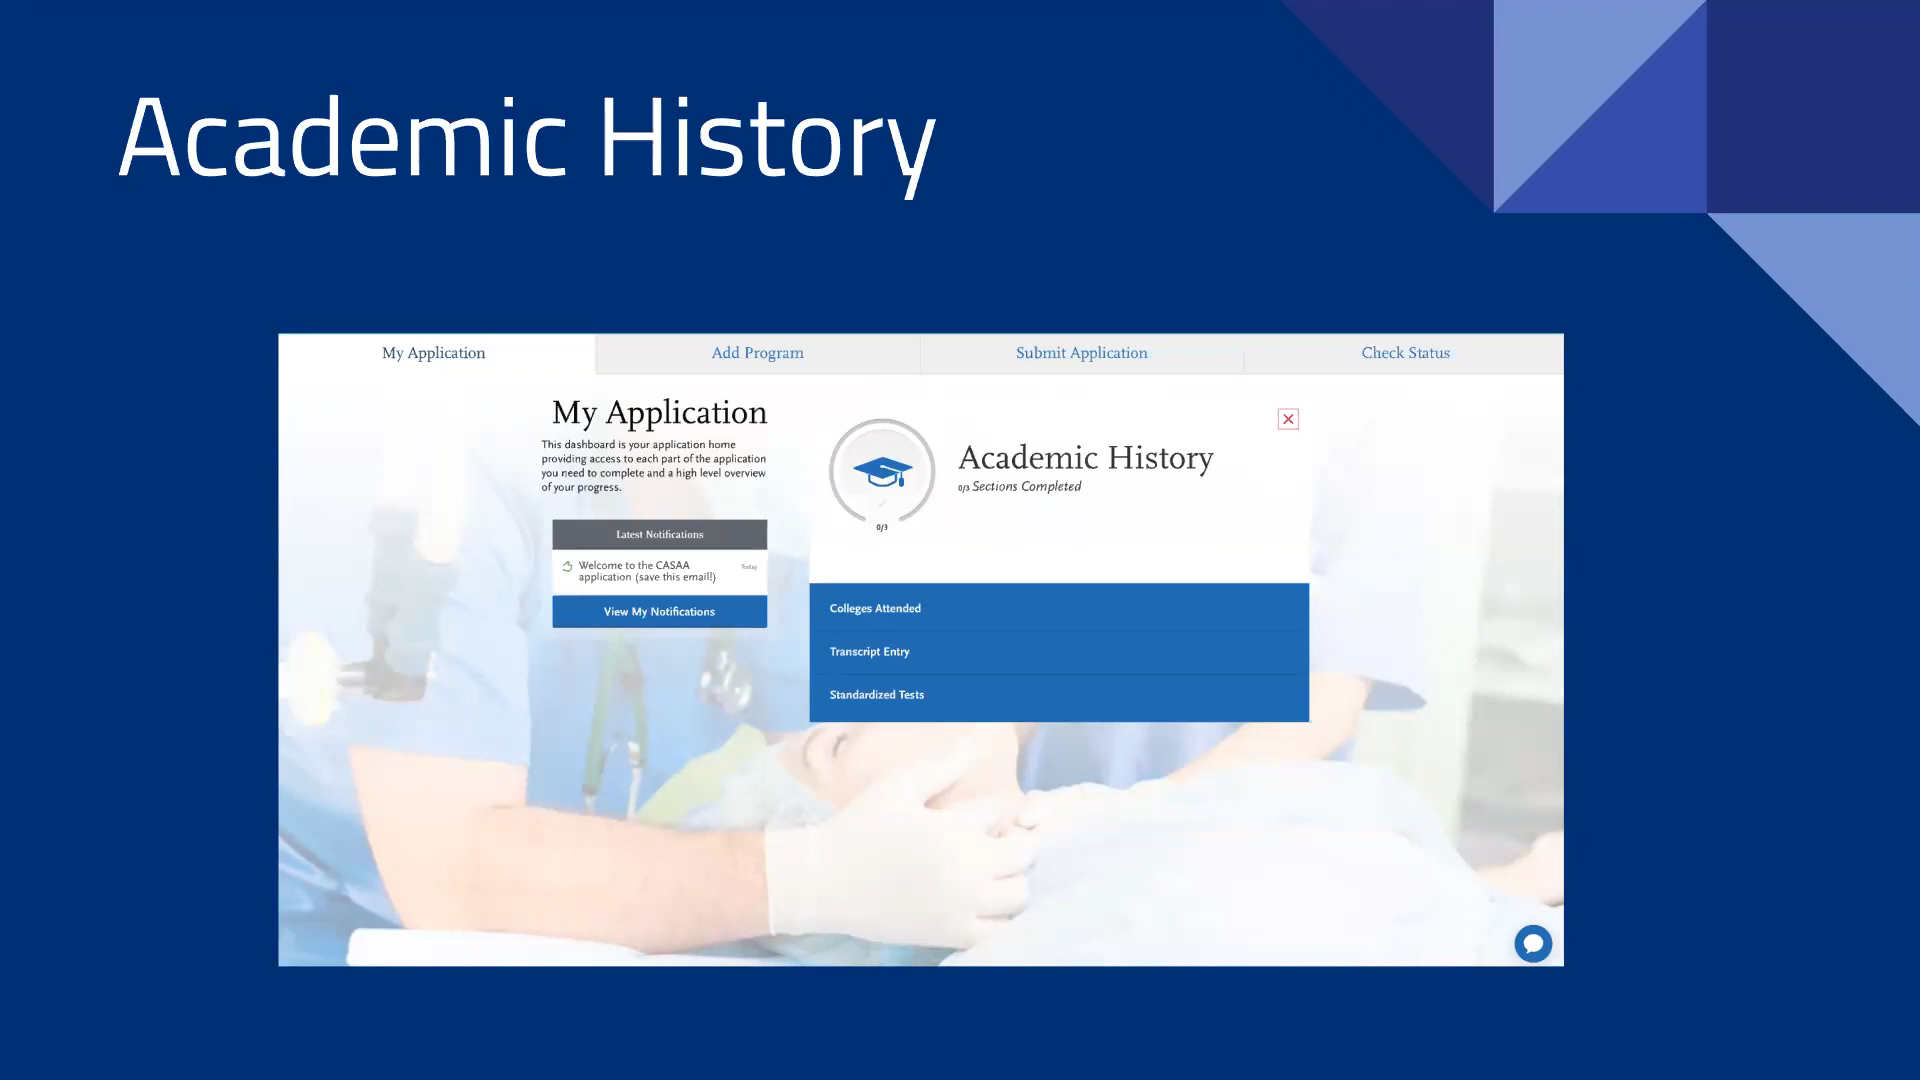 Academic History
My Application
Add Program
Submit Application
Check Status
My Application
This dashboard is your application home
providing access to each part of the application
you need to complete and a high level overview
of your progress.
Latest Notifications
Welcome to the CASAA
application (save this email!)
Today
View My Notifications
Academic History
0/3 Sections Completed
0/3
Colleges Attended
Transcript Entry
Standardized Tests